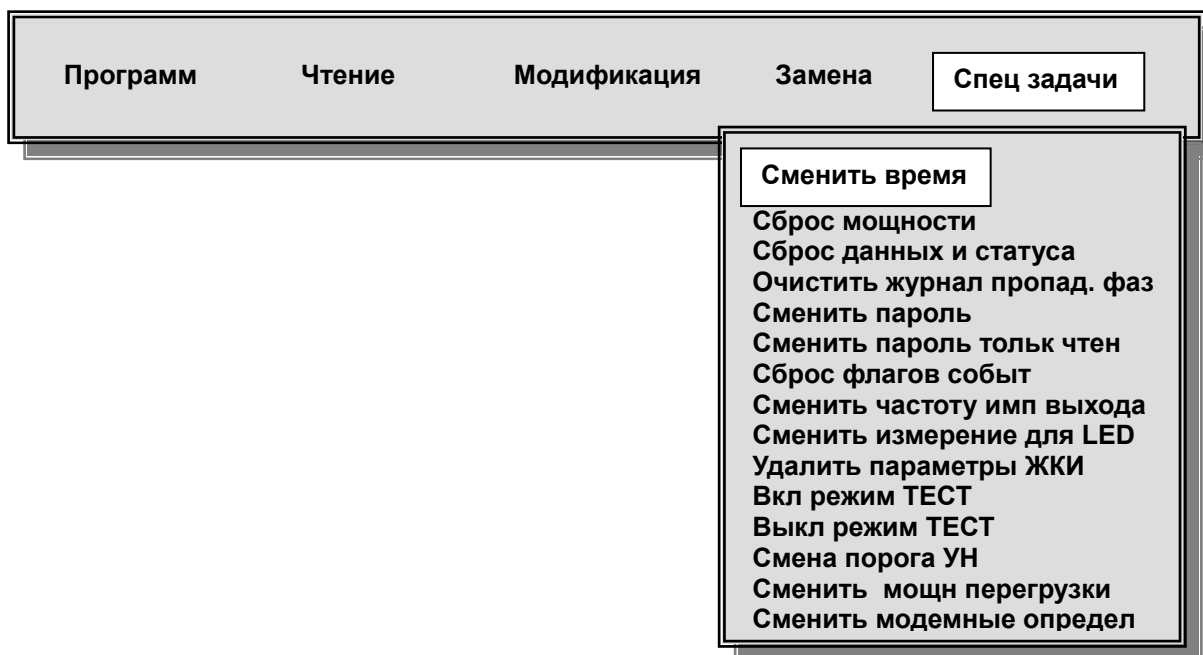 Программ Чтение Модификация Замена Спец задачи
Сменить время
Сброс мощности
Сброс данных и статуса
Очистить журнал пропад. фаз
Сменить пароль
Сменить пароль тольк чтен
Сброс флагов событ
Сменить частоту имп выхода
Сменить измерение для LED
Удалить параметры ЖКИ
Вкл режим ТЕСТ
Выкл режим ТЕСТ
Смена порога УН
Сменить мощн перегрузки
Сменить модемные определ